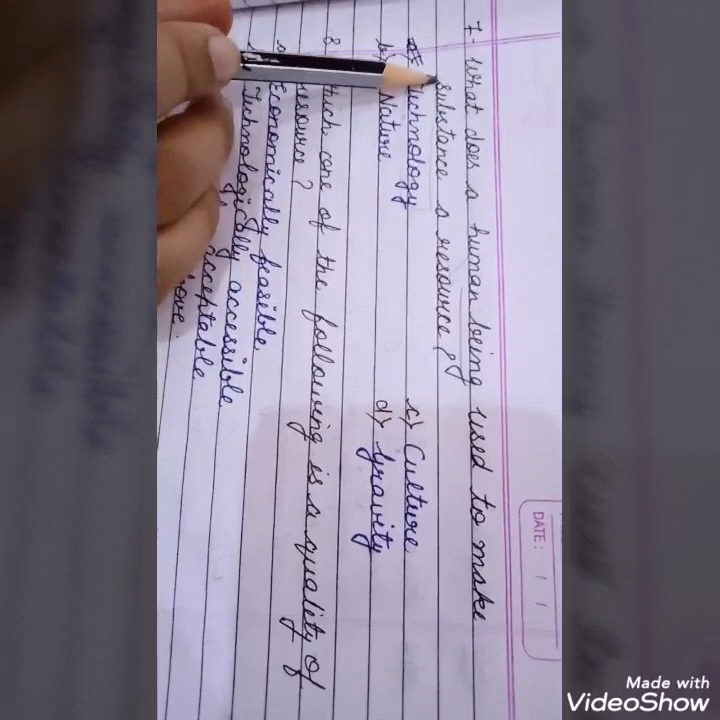 DATE: / /
7. What does a human being used to make
substance a resource?
a) Technology c) Culture
b) Nature d) Gravity
8. Which one of the following is a quality of
resource?
Economically feasible
Technologically accessible
acceptable
Made with
VideoShow